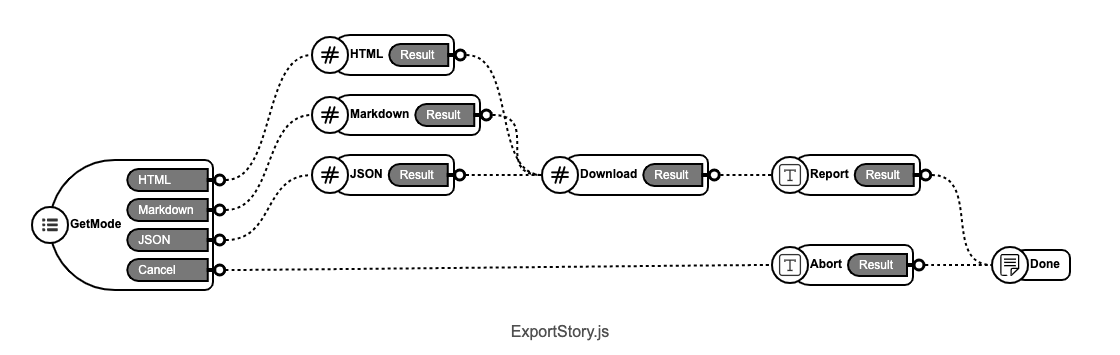 HTML Result
Markdown Result
JSON Result
Download Result
Report Result
GetMode
HTML
Markdown
JSON
Cancel
Abort Result
Done
ExportStory.js